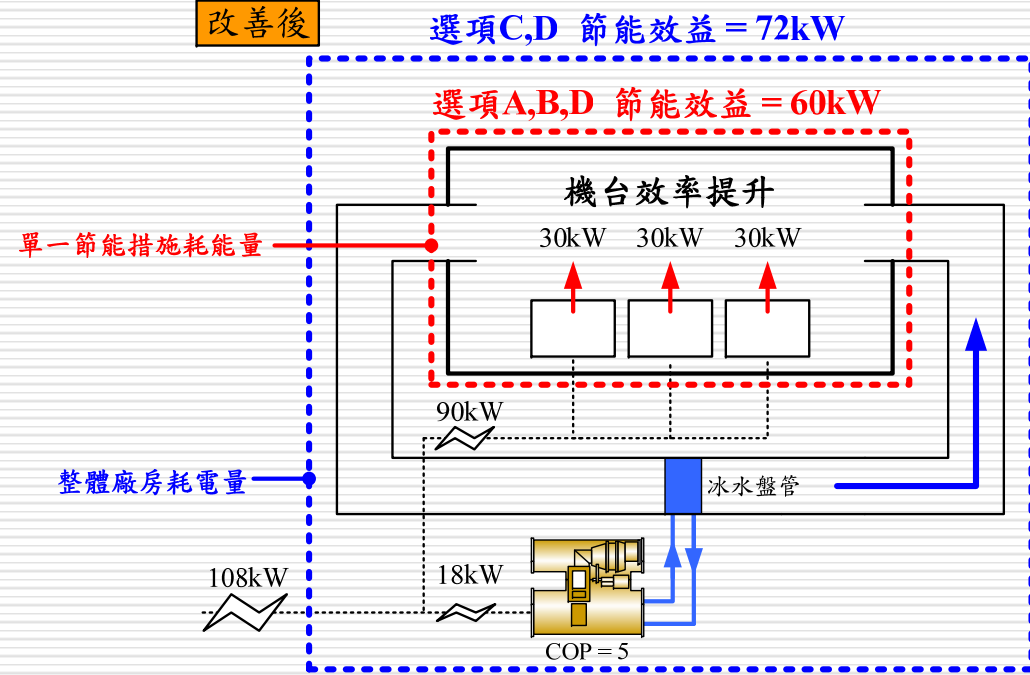 改善後
選項C,D 節能效益 = 72kW
選項A,B,D 節能效益 = 60kW
機台效率提升
30kW 30kW 30kW
單一節能措施耗能量
90kW
整體廠房耗電量
冰水盤管
108kW
18kW
COP = 5